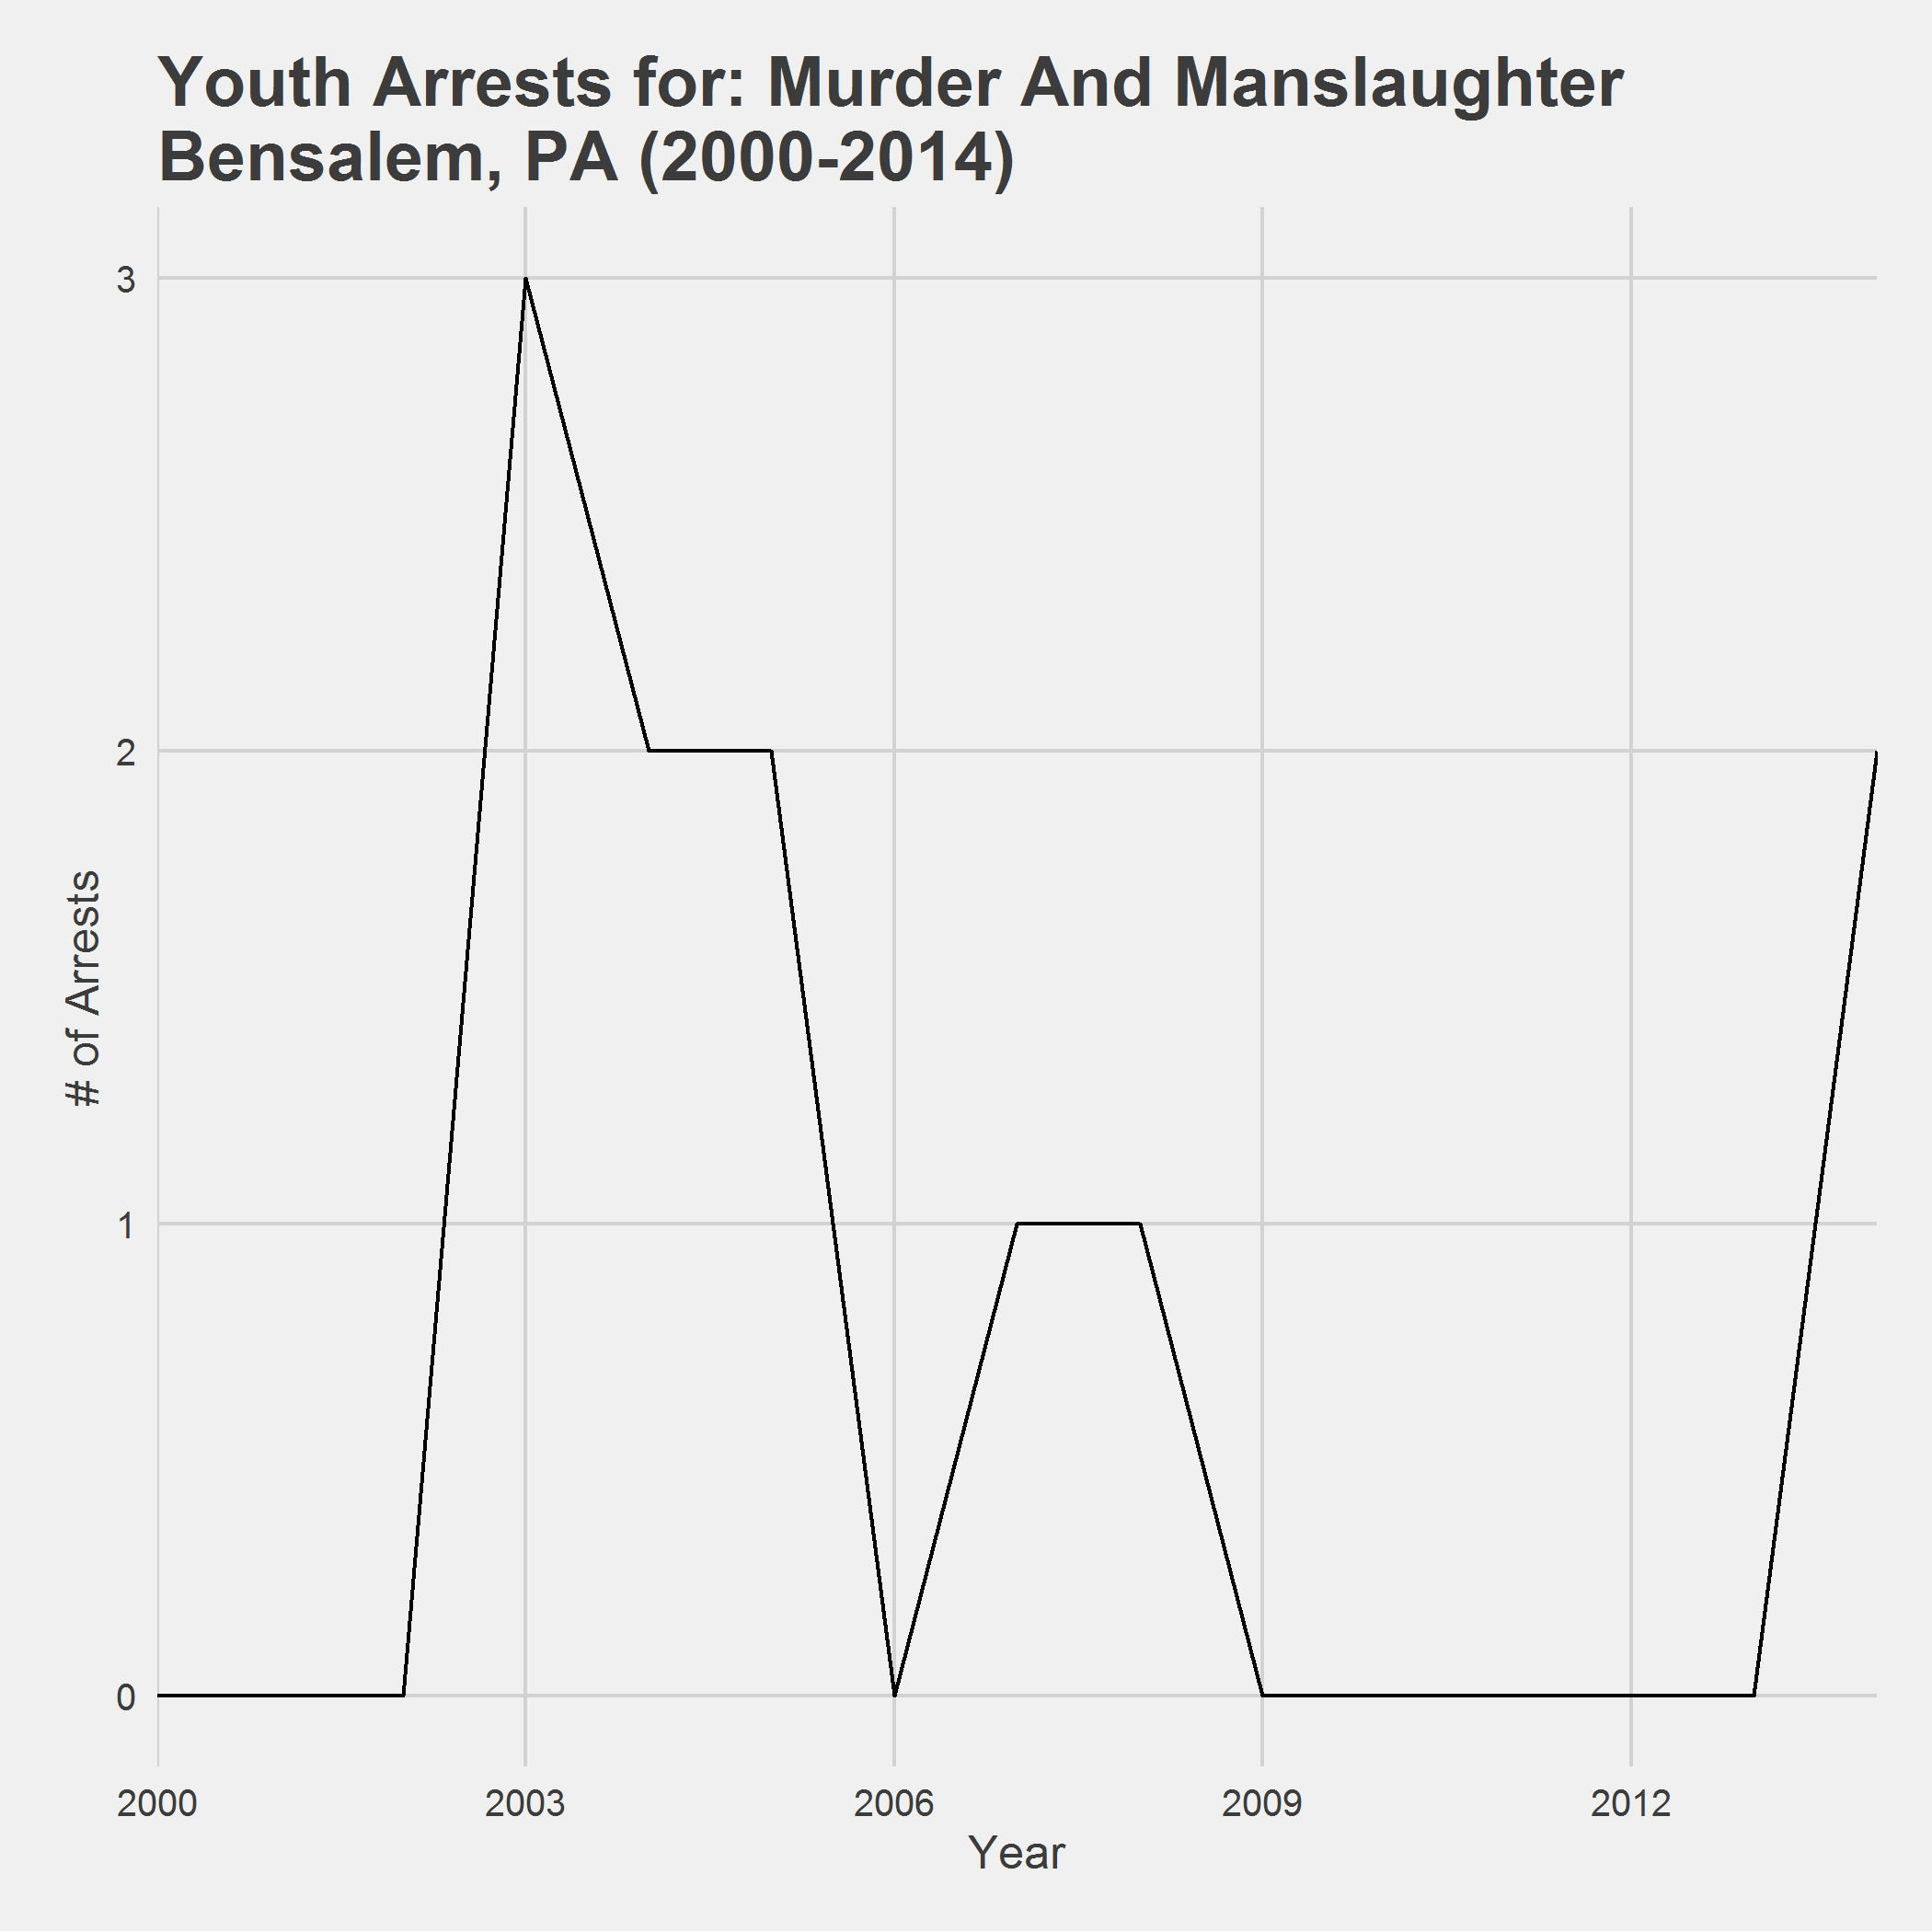 Youth Arrests for: Murder And Manslaughter
Bensalem, PA (2000-2014)
3
2
1
0
# of Arrests
2000 2003 2006 2009 2012
Year